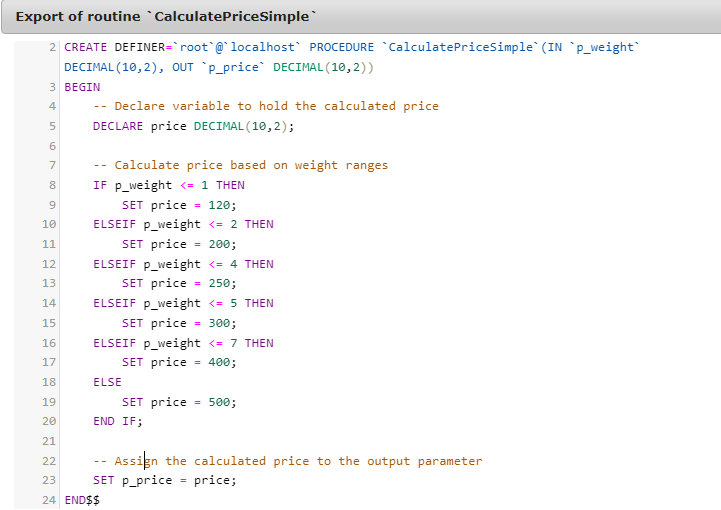 Export of routine `CalculatePriceSimple`
2 CREATE DEFINER=`root`@`localhost` PROCEDURE `CalculatePriceSimple`(IN `p_weight`
DECIMAL(10,2), OUT `p_price` DECIMAL(10,2))
3 BEGIN
4     -- Declare variable to hold the calculated price
5     DECLARE price DECIMAL(10,2);
6
7     -- Calculate price based on weight ranges
8     IF p_weight <= 1 THEN
9         SET price = 120;
10     ELSEIF p_weight <= 2 THEN
11         SET price = 200;
12     ELSEIF p_weight <= 4 THEN
13         SET price = 250;
14     ELSEIF p_weight <= 5 THEN
15         SET price = 300;
16     ELSEIF p_weight <= 7 THEN
17         SET price = 400;
18     ELSE
19         SET price = 500;
20     END IF;
21
22     -- Assign the calculated price to the output parameter
23     SET p_price = price;
24 END$$